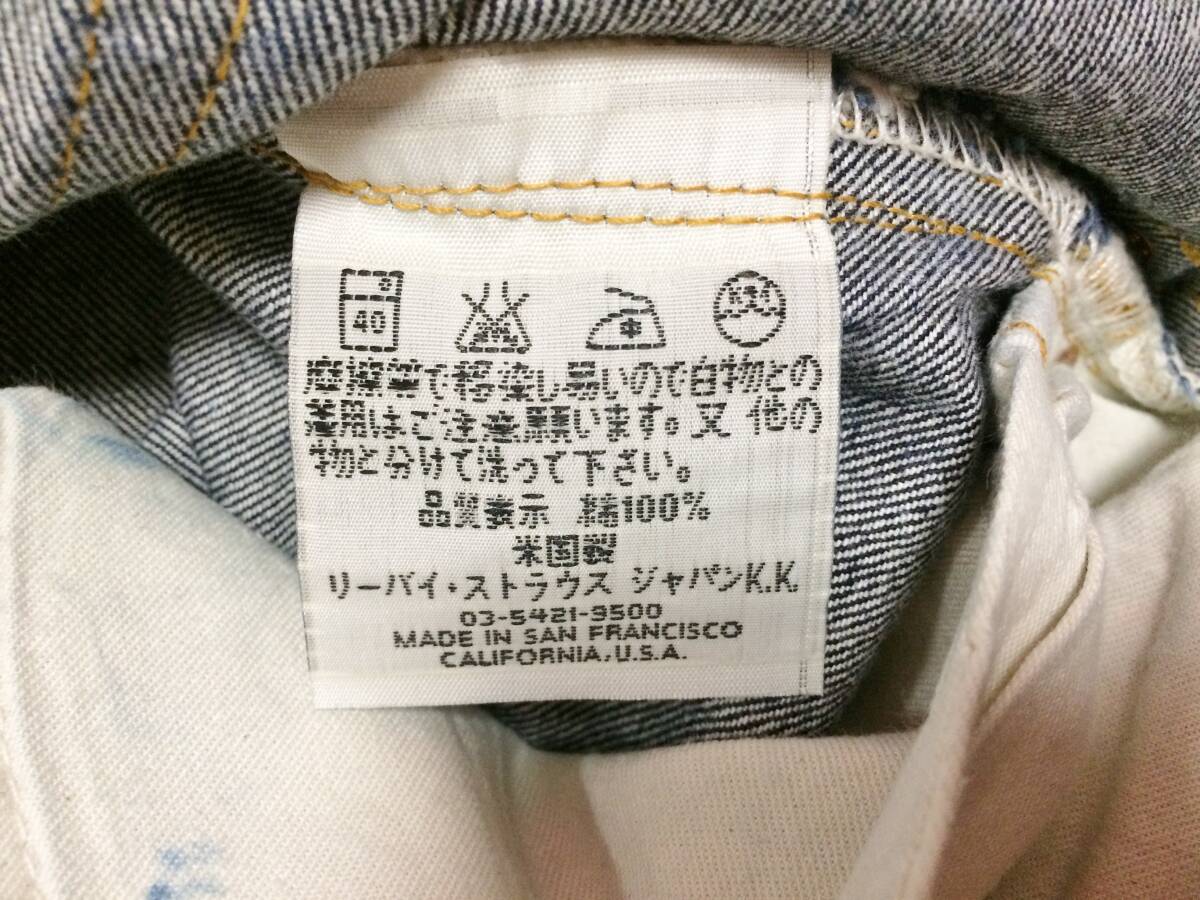 40
摩擦等で移染し易いので白物との
着用はご注意願います。又 他の
物と分けて洗って下さい。
品質表示 綿100%
米国製
リーバイ・ストラウス ジャパンK.K.
03-5421-9500
MADE IN SAN FRANCISCO
CALIFORNIA, U.S.A.